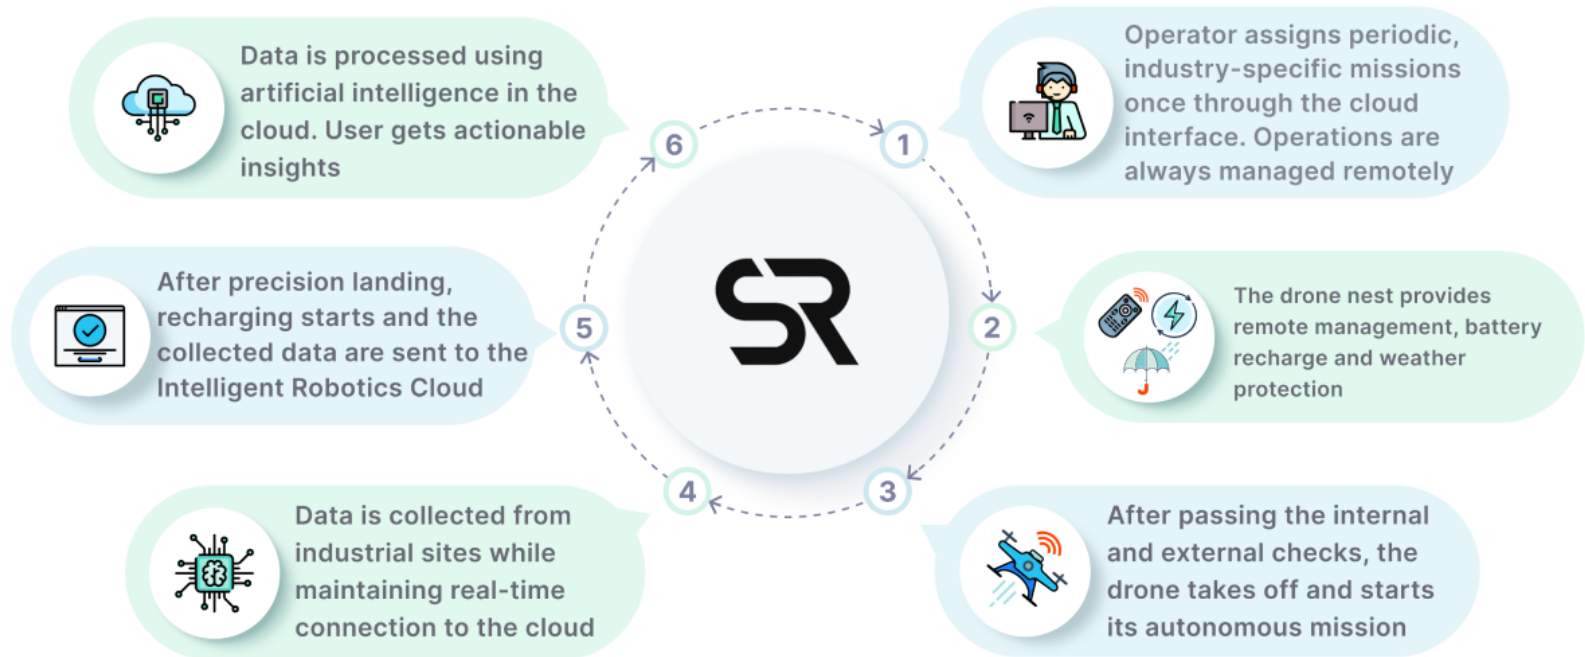 Operator assigns periodic,
industry-specific missions
once through the cloud
interface. Operations are
always managed remotely
1
The drone nest provides
remote management, battery
recharge and weather
protection
2
After passing the internal
and external checks, the
drone takes off and starts
its autonomous mission
3
Data is collected from
industrial sites while
maintaining real-time
connection to the cloud
4
After precision landing,
recharging starts and the
collected data are sent to the
Intelligent Robotics Cloud
5
Data is processed using
artificial intelligence in the
cloud. User gets actionable
insights
6
SR